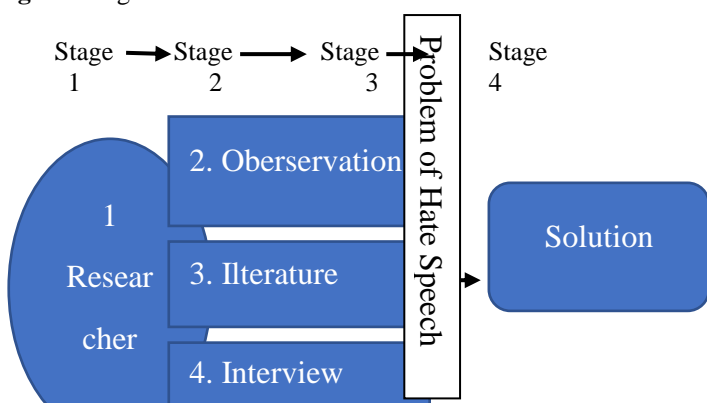 Stage
1
Stage
2
Stage
3
Stage
4
Problem of Hate Speech
1
Resear
cher
2. Oberservation
3. Ilterature
4. Interview
Solution